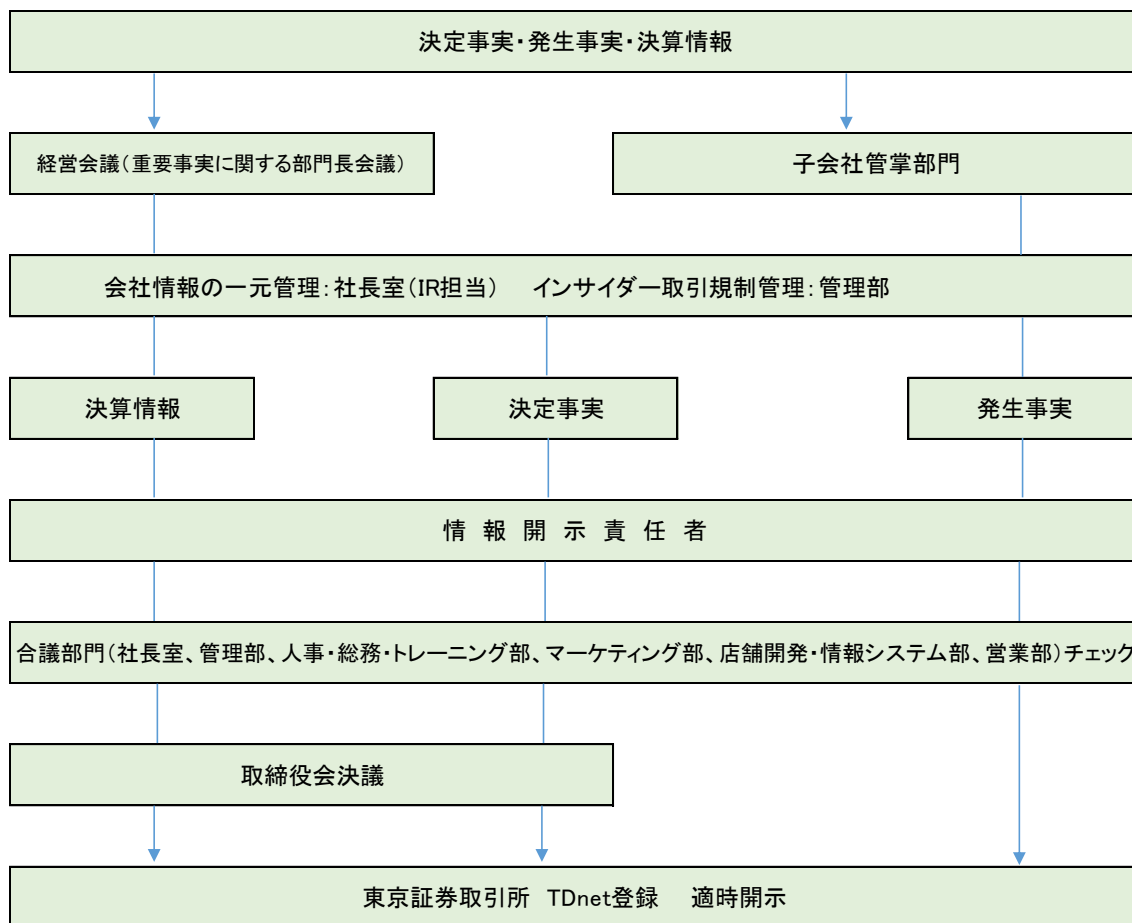 決定事実・発生事実・決算情報
経営会議(重要事実に関する部門長会議)
子会社管掌部門
会社情報の一元管理:社長室(IR担当) インサイダー取引規制管理:管理部
決算情報
決定事実
発生事実
情 報 開 示 責 任 者
合議部門(社長室、管理部、人事・総務・トレーニング部、マーケティング部、店舗開発・情報システム部、営業部)チェック
取締役会決議
東京証券取引所 TDnet登録 適時開示